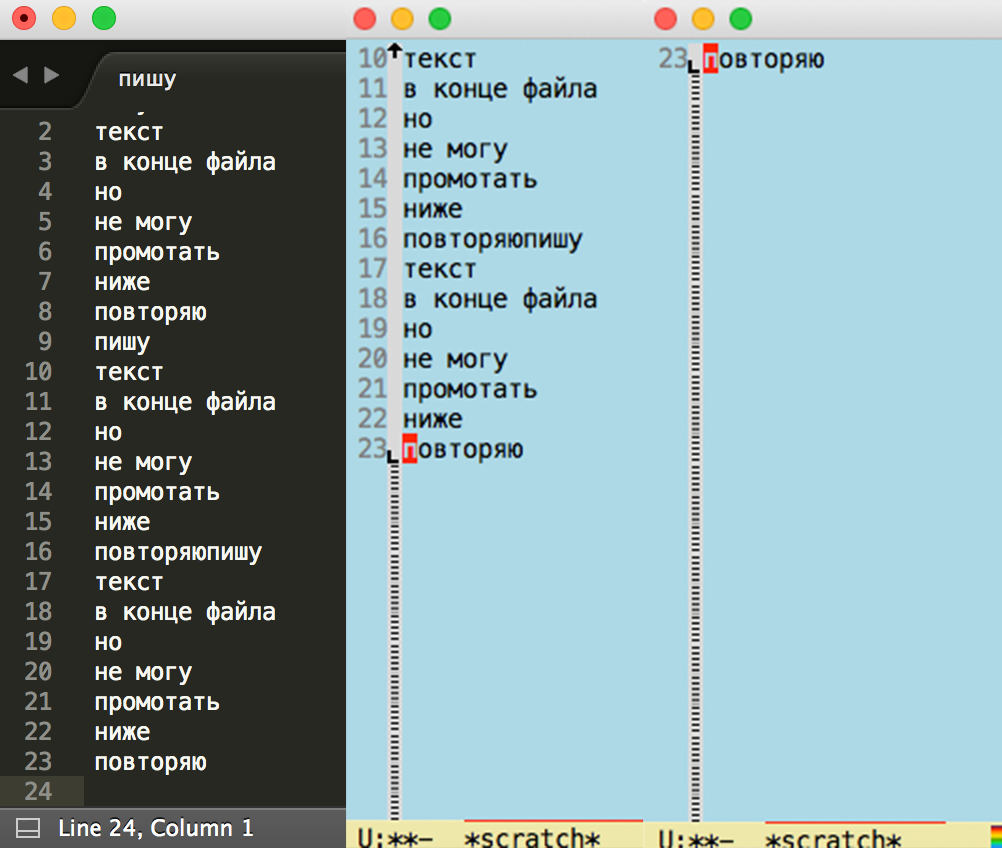 пишу
2 текст
3 в конце файла
4 но
5 не могу
6 промотать
7 ниже
8 повторяю
9 пишу
10 текст
11 в конце файла
12 но
13 не могу
14 промотать
15 ниже
16 повторяюпишу
17 текст
18 в конце файла
19 но
20 не могу
21 промотать
22 ниже
23 повторяю
24
Line 24, Column 1
10 текст
11 в конце файла
12 но
13 не могу
14 промотать
15 ниже
16 повторяюпишу
17 текст
18 в конце файла
19 но
20 не могу
21 промотать
22 ниже
23 повторяю
U:**- *scratch*
23 повторяю
U:**- *scratch*